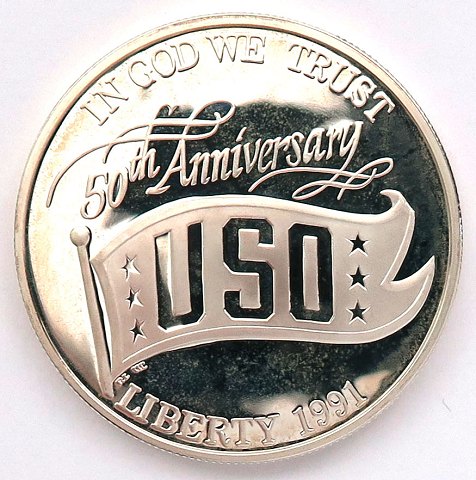 IN GOD WE TRUST
50th Anniversary
USO
LIBERTY 1991